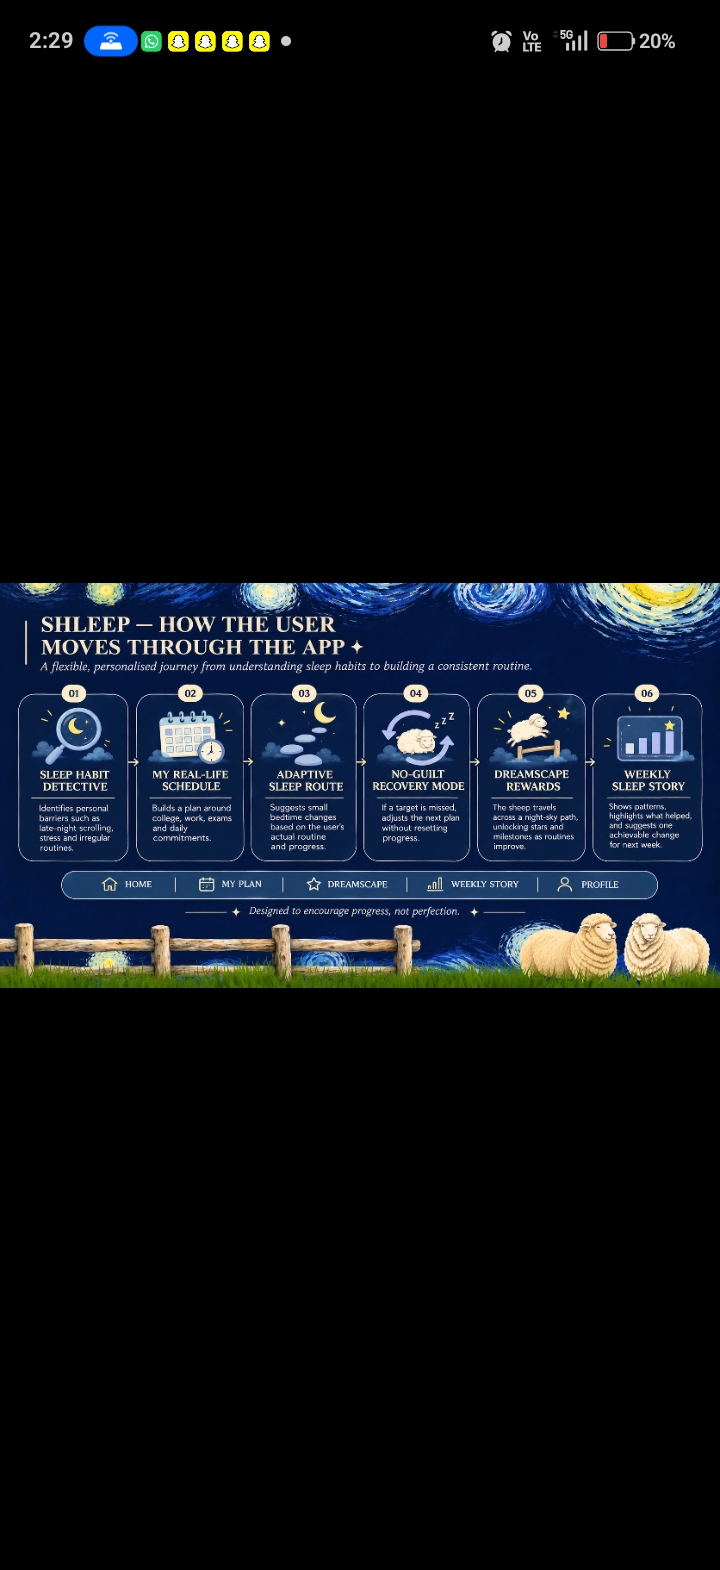 2:29
Vo
LTE
5G
20%
SHLEEP — HOW THE USER
MOVES THROUGH THE APP
A flexible, personalised journey from understanding sleep habits to building a consistent routine.
01
SLEEP HABIT
DETECTIVE
Identifies personal
barriers such as
late-night scrolling,
stress and irregular
routines.
02
MY REAL-LIFE
SCHEDULE
Builds a plan around
college, work, exams
and daily
commitments.
03
ADAPTIVE
SLEEP ROUTE
Suggests small
bedtime changes
based on the user's
actual routine
and progress.
04
z z z
NO-GUILT
RECOVERY MODE
If a target is missed,
adjusts the next plan
without resetting
progress.
05
DREAMSCAPE
REWARDS
The sheep travels
across a night-sky path,
unlocking stars and
milestones as routines
improve.
06
WEEKLY
SLEEP STORY
Shows patterns,
highlights what helped,
and suggests one
achievable change
for next week.
HOME
MY PLAN
DREAMSCAPE
WEEKLY STORY
PROFILE
Designed to encourage progress, not perfection.